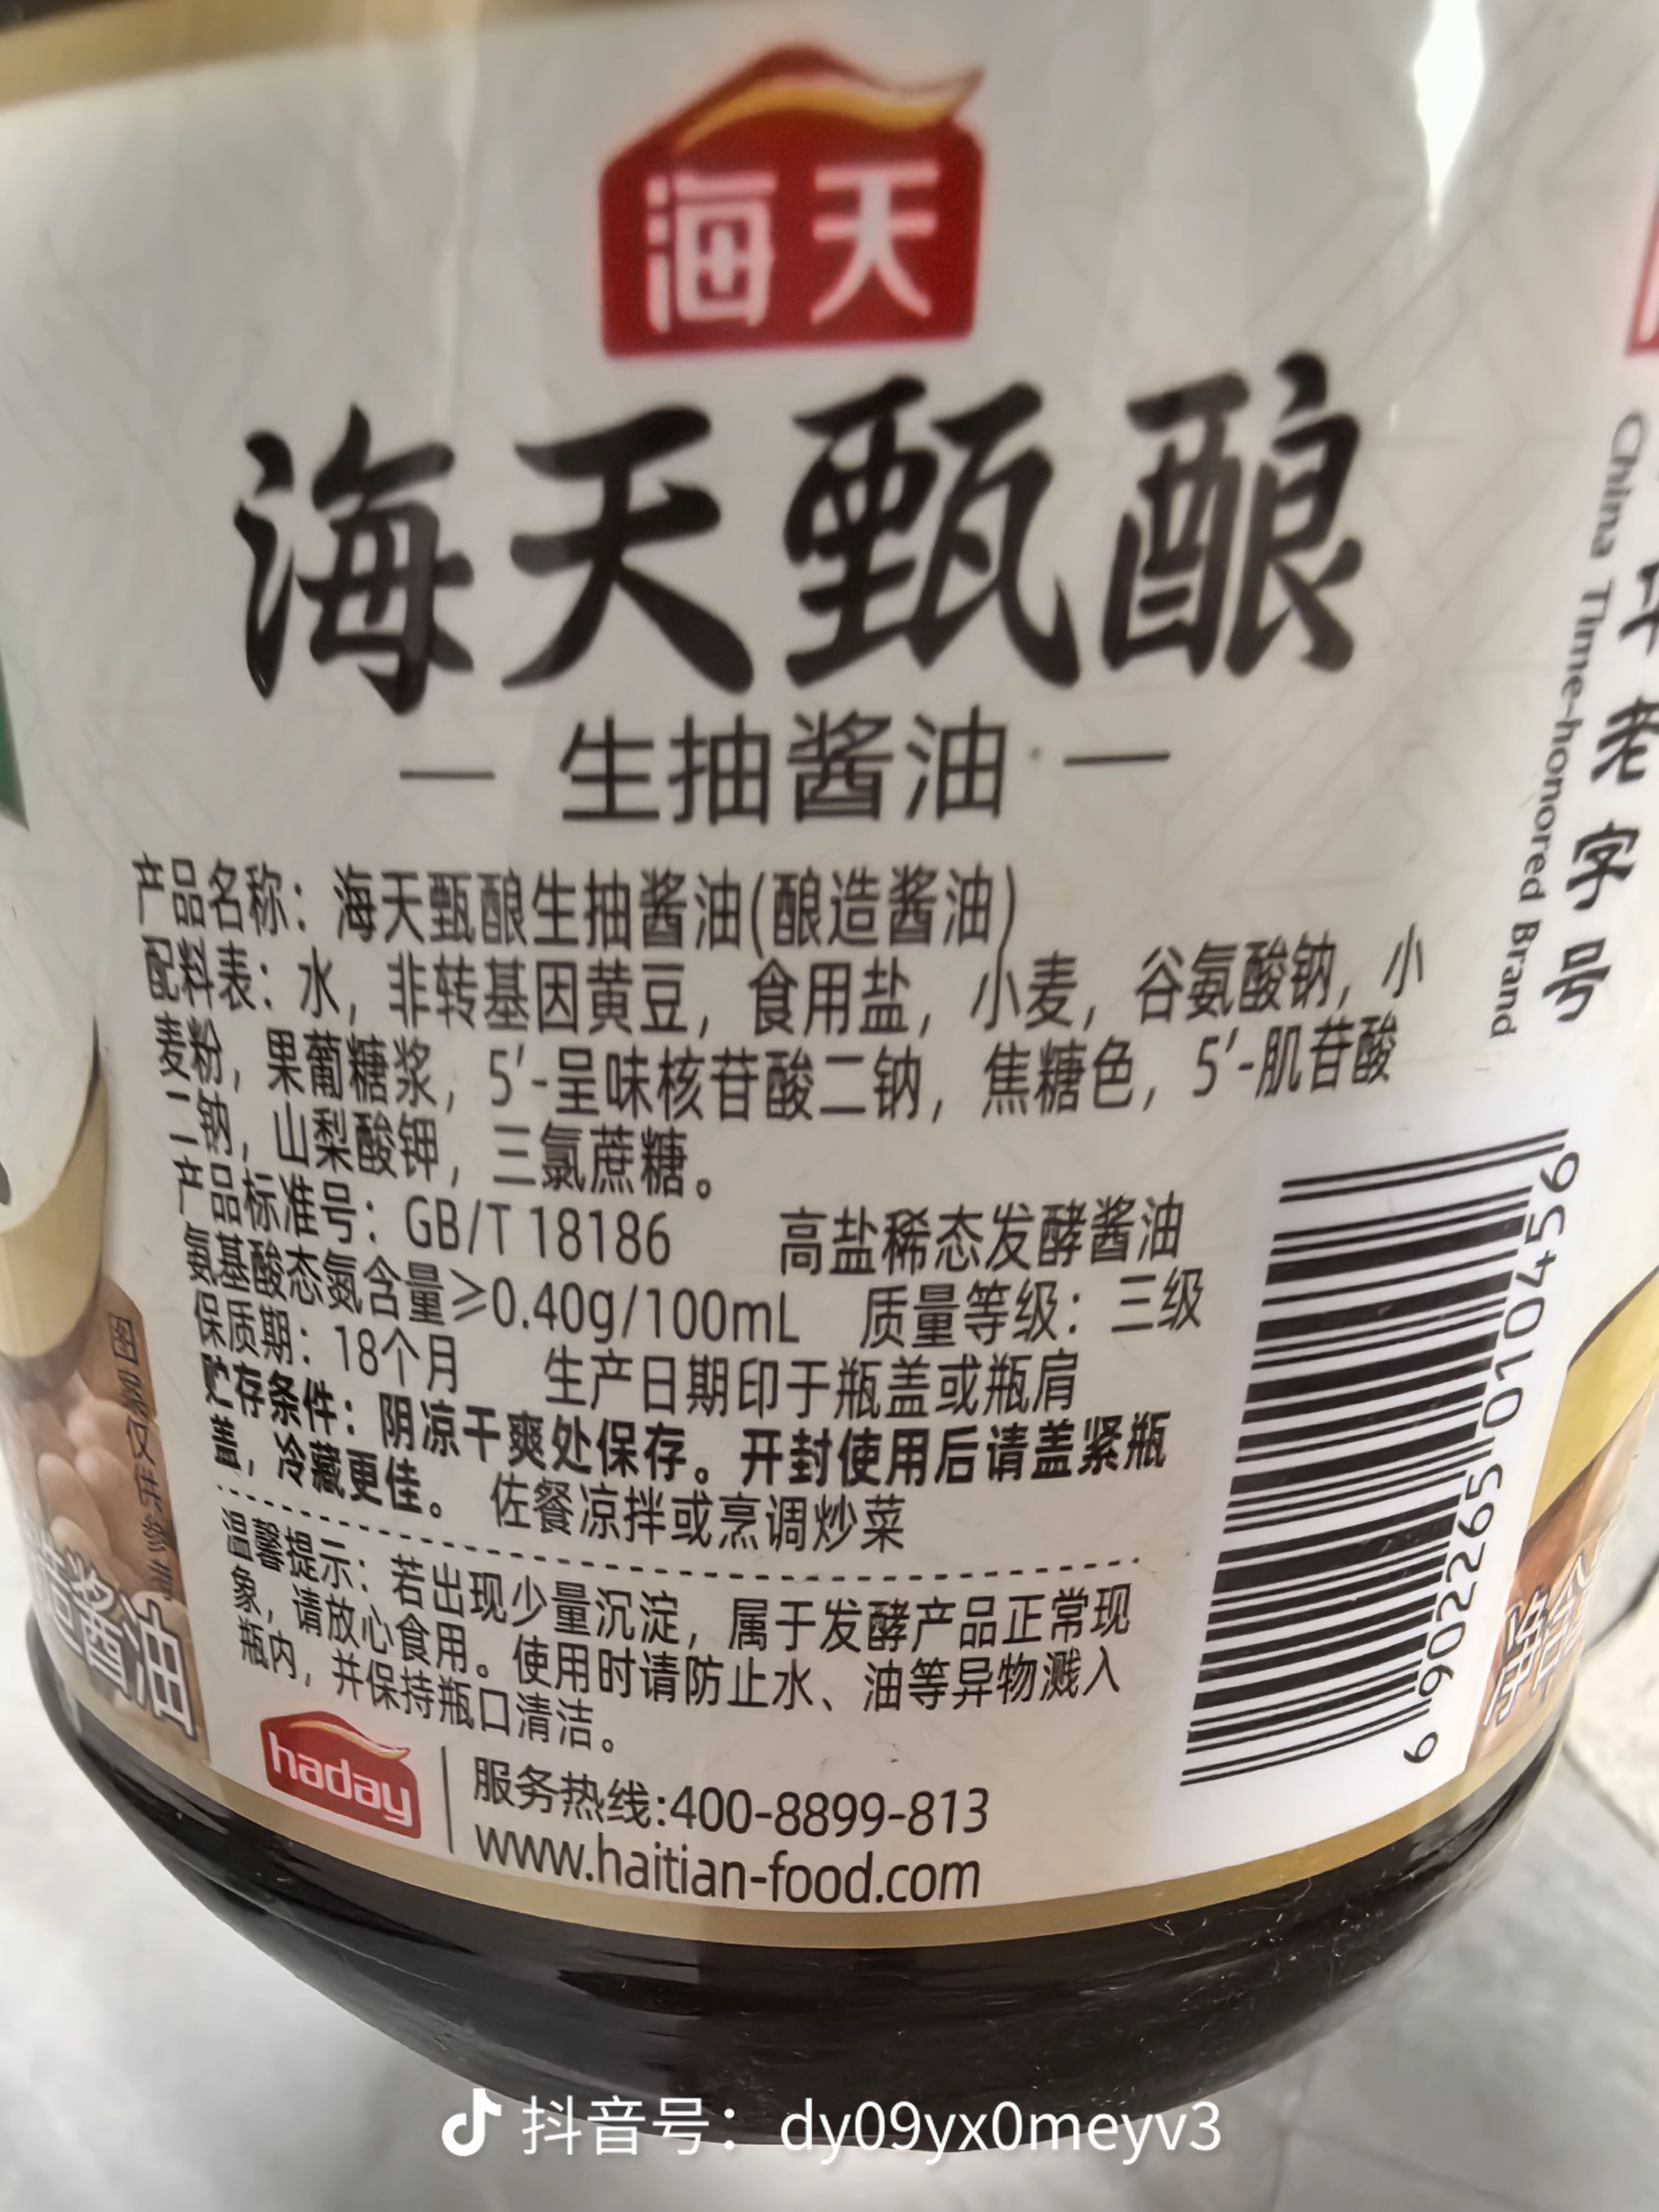 海天
海天甄酿
生抽酱油
产品名称：海天甄酿生抽酱油(酿造酱油)
配料表：水，非转基因黄豆，食用盐，小麦，谷氨酸钠，小
麦粉，果葡糖浆，5'-呈味核苷酸二钠，焦糖色，5'-肌苷酸
二钠，山梨酸钾，三氯蔗糖。
产品标准号：GB/T 18186 高盐稀态发酵酱油
氨基酸态氮含量≥0.40g/100mL 质量等级：三级
保质期：18个月 生产日期印于瓶盖或瓶肩
贮存条件：阴凉干爽处保存。开封使用后请盖紧瓶
盖，冷藏更佳。 佐餐凉拌或烹调炒菜
温馨提示：若出现少量沉淀，属于发酵产品正常现
象，请放心食用。使用时请防止水、油等异物溅入
瓶内，并保持瓶口清洁。
haday
服务热线:400-8899-813
www.haitian-food.com
6902265010456
老字号
China Time-honored Brand
图案仅供参考
酱油
抖音号：dy09yx0meyv3